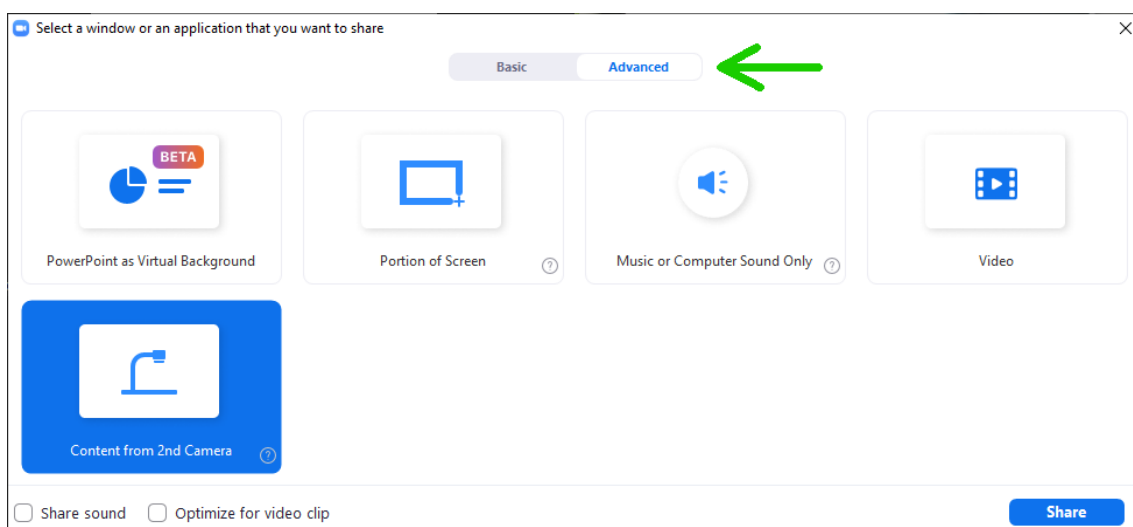 Select a window or an application that you want to share
Basic
Advanced
BETA
PowerPoint as Virtual Background
Portion of Screen
?
Music or Computer Sound Only
?
Video
Content from 2nd Camera
?
Share sound
Optimize for video clip
Share